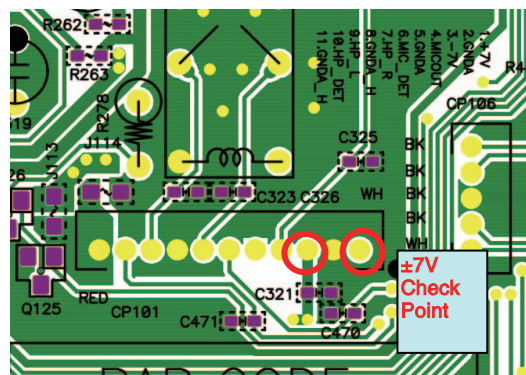 R262
R263
R278
J114
J113
Q125
RED
CP101
C471
C323
C326
C325
C321
C470
WH
11.GNDA_H
10.HP_DET
9.HP_L
8.GNDA_H
7.HP_R
6.MIC_DET
5.GNDA
4.MICOUT
3.-7V
2.GNDA
1.+7V
CP106
R4
BK
BK
BK
BK
WH
±7V
Check
Point